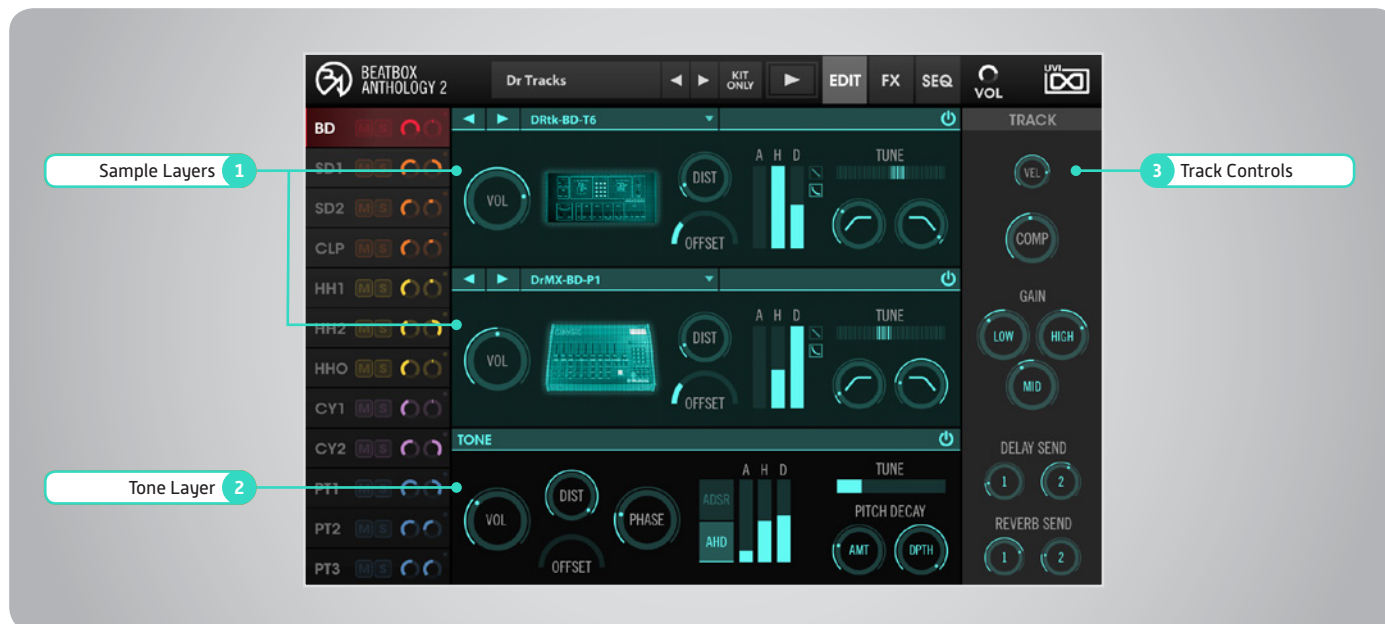 BEATBOX
ANTHOLOGY 2
Dr Tracks
KIT
ONLY
EDIT FX SEQ
VOL
UVI
BD M S
DRtk-BD-T6
TRACK
Sample Layers 1
SD1 M S
VOL
DIST
OFFSET
A H D
TUNE
VEL
3 Track Controls
SD2 M S
CLP M S
COMP
HH1 M S
DrMX-BD-P1
GAIN
LOW HIGH
MID
HH2 M S
VOL
DIST
OFFSET
A H D
TUNE
HHO M S
CY1 M S
CY2 M S
TONE
DELAY SEND
1 2
Tone Layer 2
PT1 M S
VOL
DIST
OFFSET
PHASE
ADSR
AHD
A H D
TUNE
PITCH DECAY
AMT DPTH
PT2 M S
REVERB SEND
1 2
PT3 M S